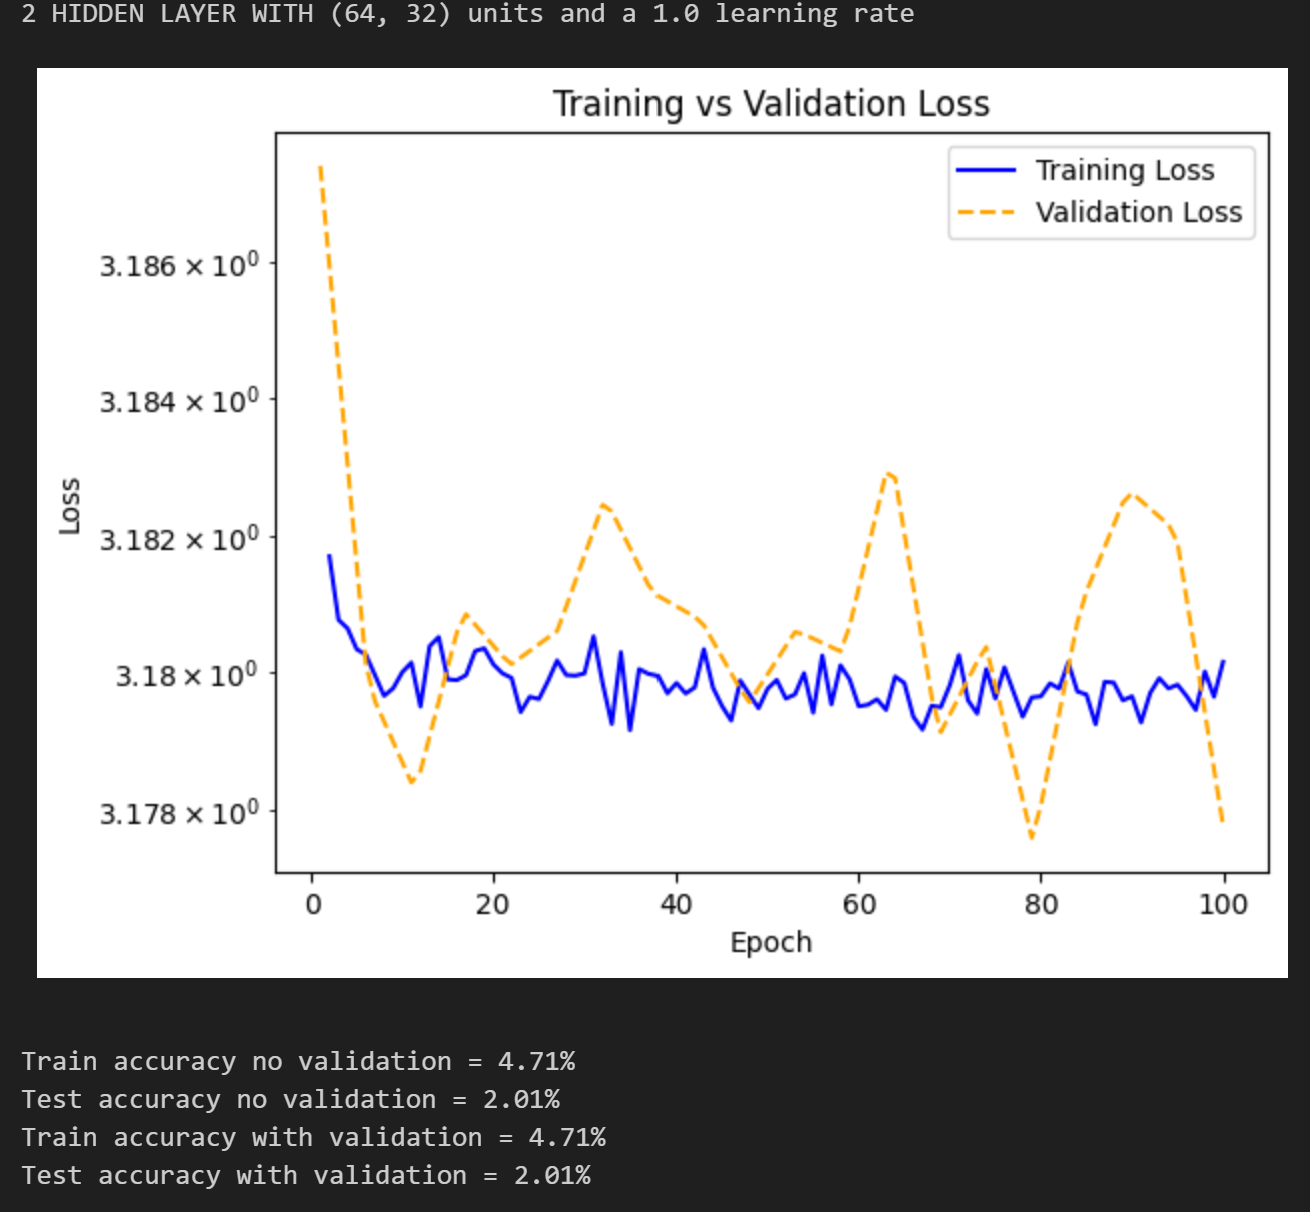 2 HIDDEN LAYER WITH (64, 32) units and a 1.0 learning rate
Training vs Validation Loss
Training Loss
Validation Loss
3.186 × 10⁰
3.184 × 10⁰
3.182 × 10⁰
3.18 × 10⁰
3.178 × 10⁰
Loss
0 20 40 60 80 100
Epoch
Train accuracy no validation = 4.71%
Test accuracy no validation = 2.01%
Train accuracy with validation = 4.71%
Test accuracy with validation = 2.01%